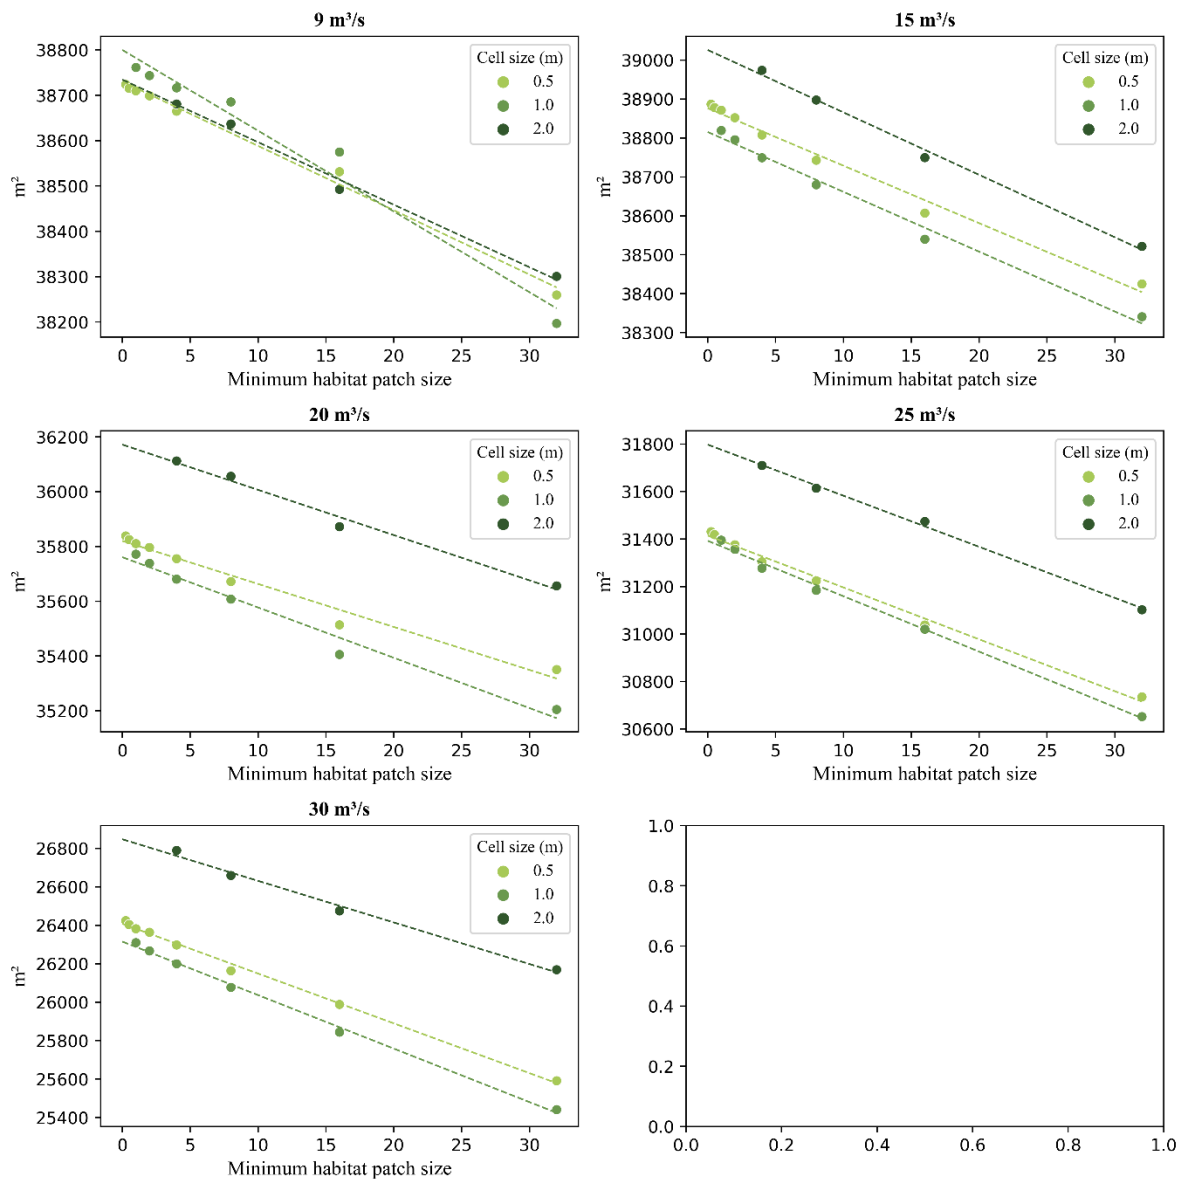 9 m³/s
38800
38700
38600
38500
38400
38300
38200
m²
Cell size (m)
0.5
1.0
2.0
0 5 10 15 20 25 30
Minimum habitat patch size
15 m³/s
39000
38900
38800
38700
38600
38500
38400
38300
m²
Cell size (m)
0.5
1.0
2.0
0 5 10 15 20 25 30
Minimum habitat patch size
20 m³/s
36200
36000
35800
35600
35400
35200
m²
Cell size (m)
0.5
1.0
2.0
0 5 10 15 20 25 30
Minimum habitat patch size
25 m³/s
31800
31600
31400
31200
31000
30800
30600
m²
Cell size (m)
0.5
1.0
2.0
0 5 10 15 20 25 30
Minimum habitat patch size
30 m³/s
26800
26600
26400
26200
26000
25800
25600
25400
m²
Cell size (m)
0.5
1.0
2.0
0 5 10 15 20 25 30
Minimum habitat patch size
1.0
0.8
0.6
0.4
0.2
0.0
0.0 0.2 0.4 0.6 0.8 1.0